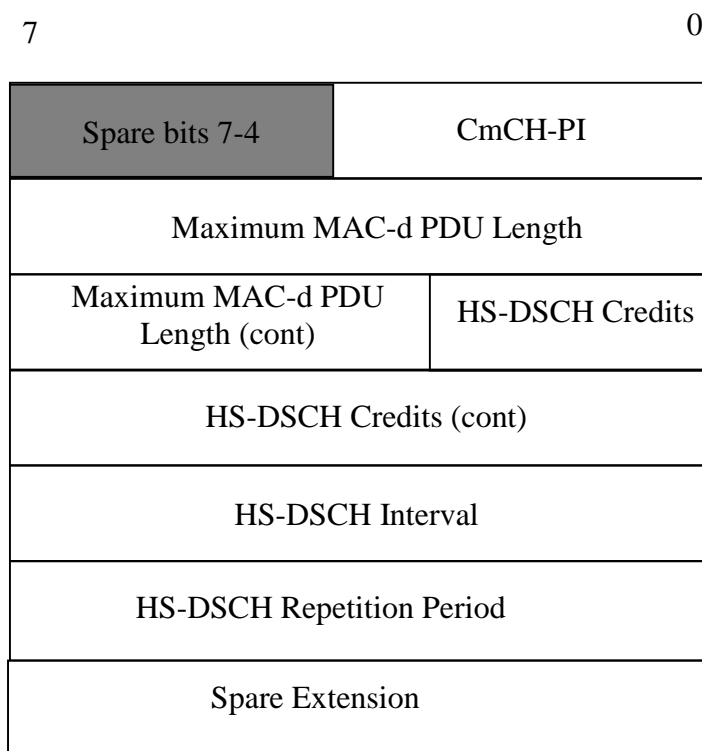 7 0
Spare bits 7-4 CmCH-PI
Maximum MAC-d PDU Length
Maximum MAC-d PDU
Length (cont)
HS-DSCH Credits
HS-DSCH Credits (cont)
HS-DSCH Interval
HS-DSCH Repetition Period
Spare Extension